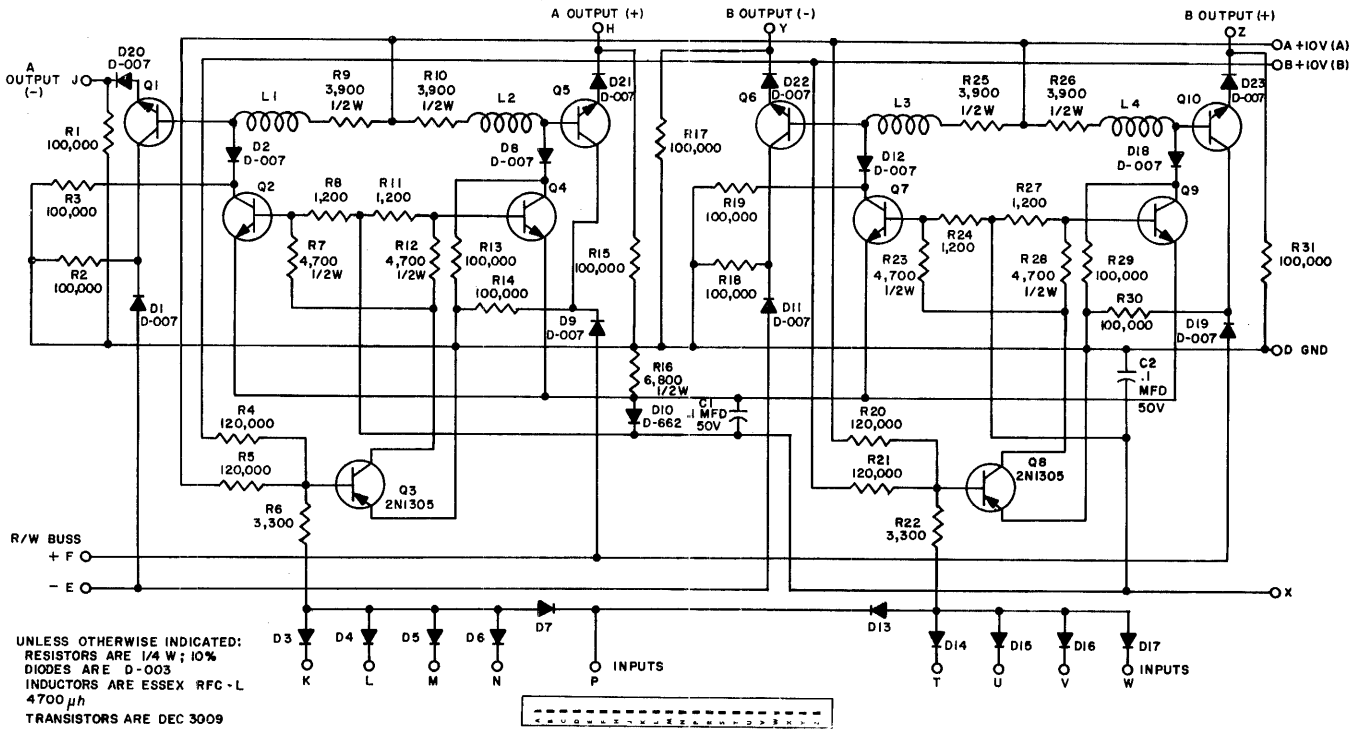 A OUTPUT (+)
H
B OUTPUT (-)
Y
B OUTPUT (+)
Z
A +10V (A)
B +10V (B)
A
OUTPUT
(-)
J
D20
D-007
Q1
R1
100,000
L1
R9
3,900
1/2W
R10
3,900
1/2W
L2
Q5
D21
D-007
D2
D-007
D8
D-007
Q2
R8
1,200
R11
1,200
Q4
R3
100,000
R2
100,000
D1
D-007
R7
4,700
1/2W
R12
4,700
1/2W
R13
100,000
R14
100,000
D9
D-007
R15
100,000
R17
100,000
Q6
D22
D-007
L3
R25
3,900
1/2W
R26
3,900
1/2W
L4
Q10
D23
D-007
D12
D-007
D18
D-007
Q7
R27
1,200
Q9
R19
100,000
R18
100,000
D11
D-007
R24
1,200
R23
4,700
1/2W
R28
4,700
1/2W
R29
100,000
R30
100,000
D19
D-007
R31
100,000
D GND
R16
6,800
1/2W
D10
D-662
C1
.1 MFD
50V
C2
.1
MFD
50V
R4
120,000
R5
120,000
R6
3,300
Q3
2N1305
R20
120,000
R21
120,000
R22
3,300
Q8
2N1305
R/W BUSS
+ F
- E
X
D3
D4
D5
D6
D7
D13
D14
D15
D16
D17
K
L
M
N
P
INPUTS
T
U
V
W
INPUTS
UNLESS OTHERWISE INDICATED:
RESISTORS ARE 1/4 W; 10%
DIODES ARE D-003
INDUCTORS ARE ESSEX RFC-L
4700 µh
TRANSISTORS ARE DEC 3009
A B C D E F H J K L M N P R S T U V W X Y Z